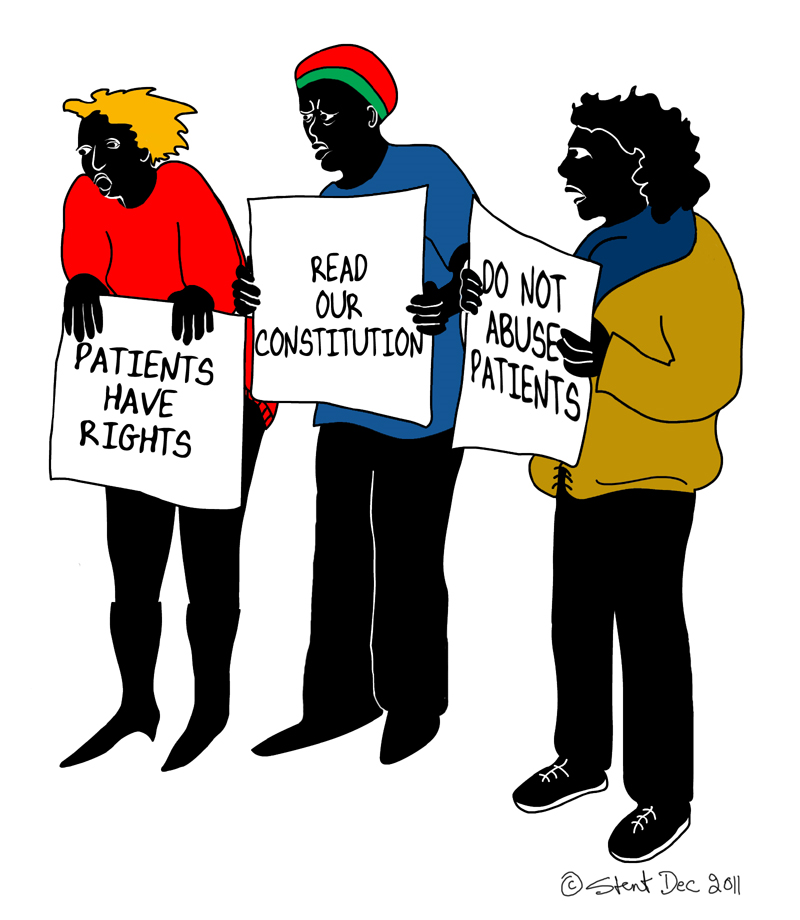 PATIENTS
HAVE
RIGHTS
READ
OUR
CONSTITUTION
DO NOT
ABUSE
PATIENTS
© Stent Dec 2011